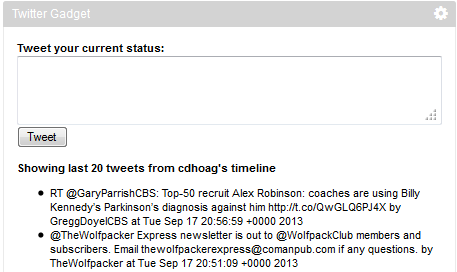 Twitter Gadget
Tweet your current status:
Tweet
Showing last 20 tweets from cdhoag's timeline
RT @GaryParrishCBS: Top-50 recruit Alex Robinson: coaches are using Billy
Kennedy's Parkinson's diagnosis against him http://t.co/QwGLQ6PJ4X by
GreggDoyelCBS at Tue Sep 17 20:56:59 +0000 2013
@TheWolfpacker Express newsletter is out to @WolfpackClub members and
subscribers. Email thewolfpackerexpress@comanpub.com if any questions. by
TheWolfpacker at Tue Sep 17 20:51:09 +0000 2013